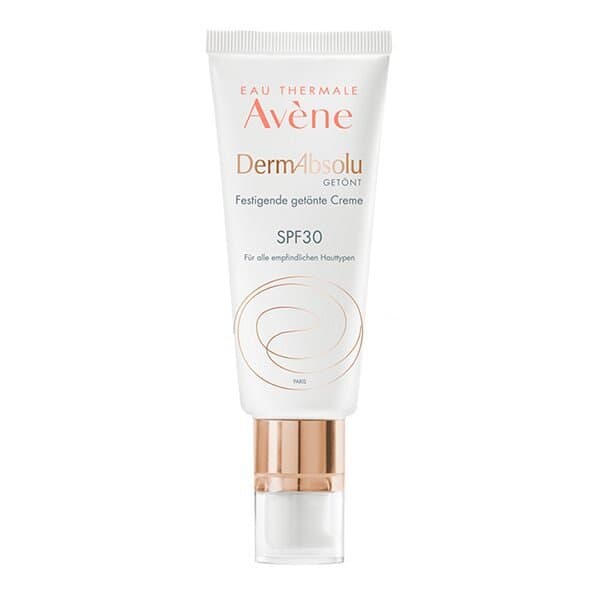 EAU THERMALE
Avène
DermAbsolu
GETÖNT
Festigende getönte Creme
SPF30
Für alle empfindlichen Hauttypen
PARIS